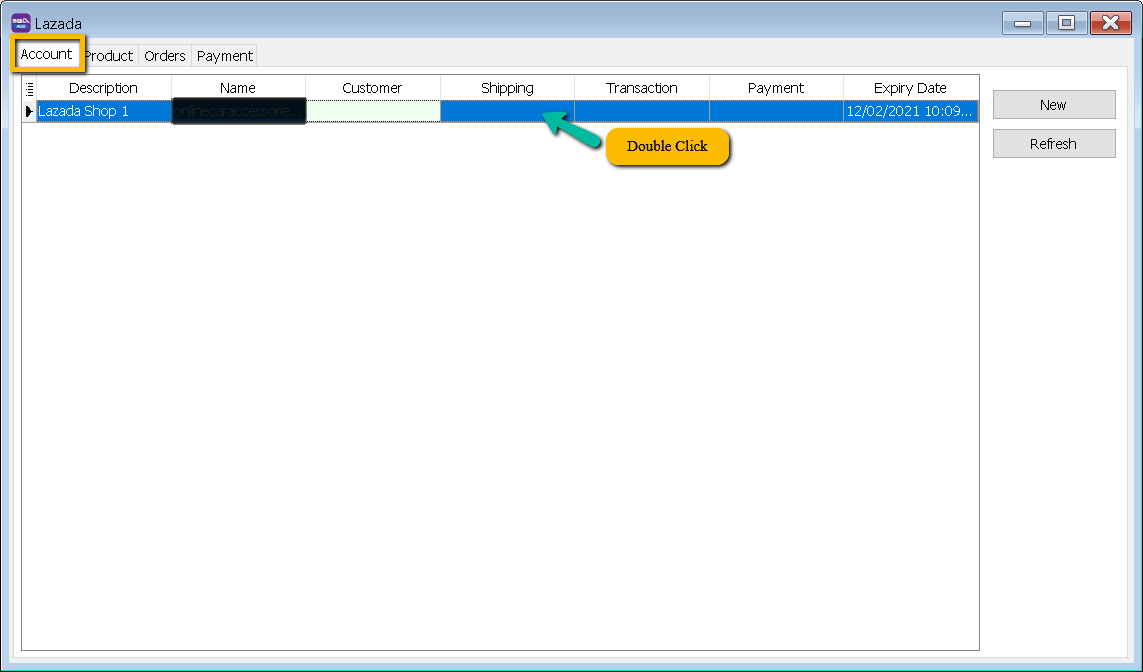 Lazada
Account Product Orders Payment
Description Name Customer Shipping Transaction Payment Expiry Date
Lazada Shop 1 onlinecaraccessorie... 12/02/2021 10:09...
New
Refresh
Double Click